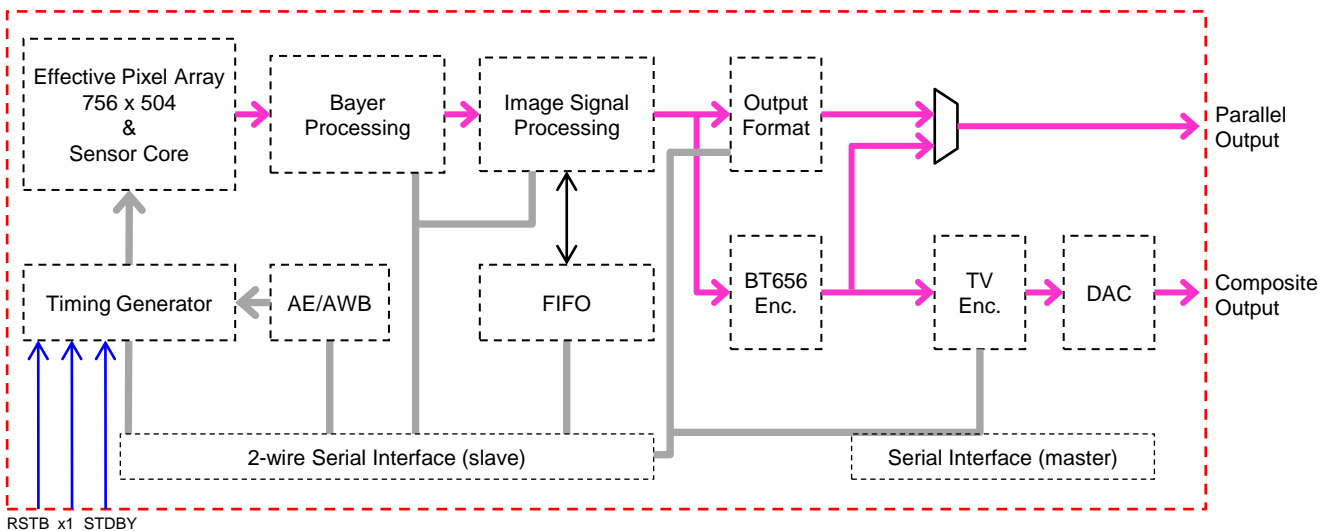 Effective Pixel Array
756 x 504
&
Sensor Core
Bayer
Processing
Image Signal
Processing
Output
Format
Parallel
Output
Timing Generator
AE/AWB
FIFO
BT656
Enc.
TV
Enc.
DAC
Composite
Output
2-wire Serial Interface (slave)
Serial Interface (master)
RSTB x1 STDBY